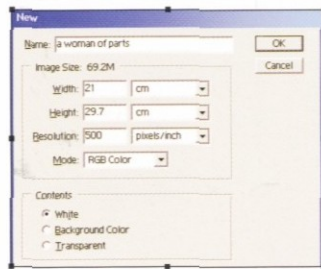 New
Name: a woman of parts OK
Image Size: 69.2M Cancel
Width: 21 cm
Height: 29.7 cm
Resolution: 500 pixels/inch
Mode: RGB Color
Contents
White
Background Color
Transparent